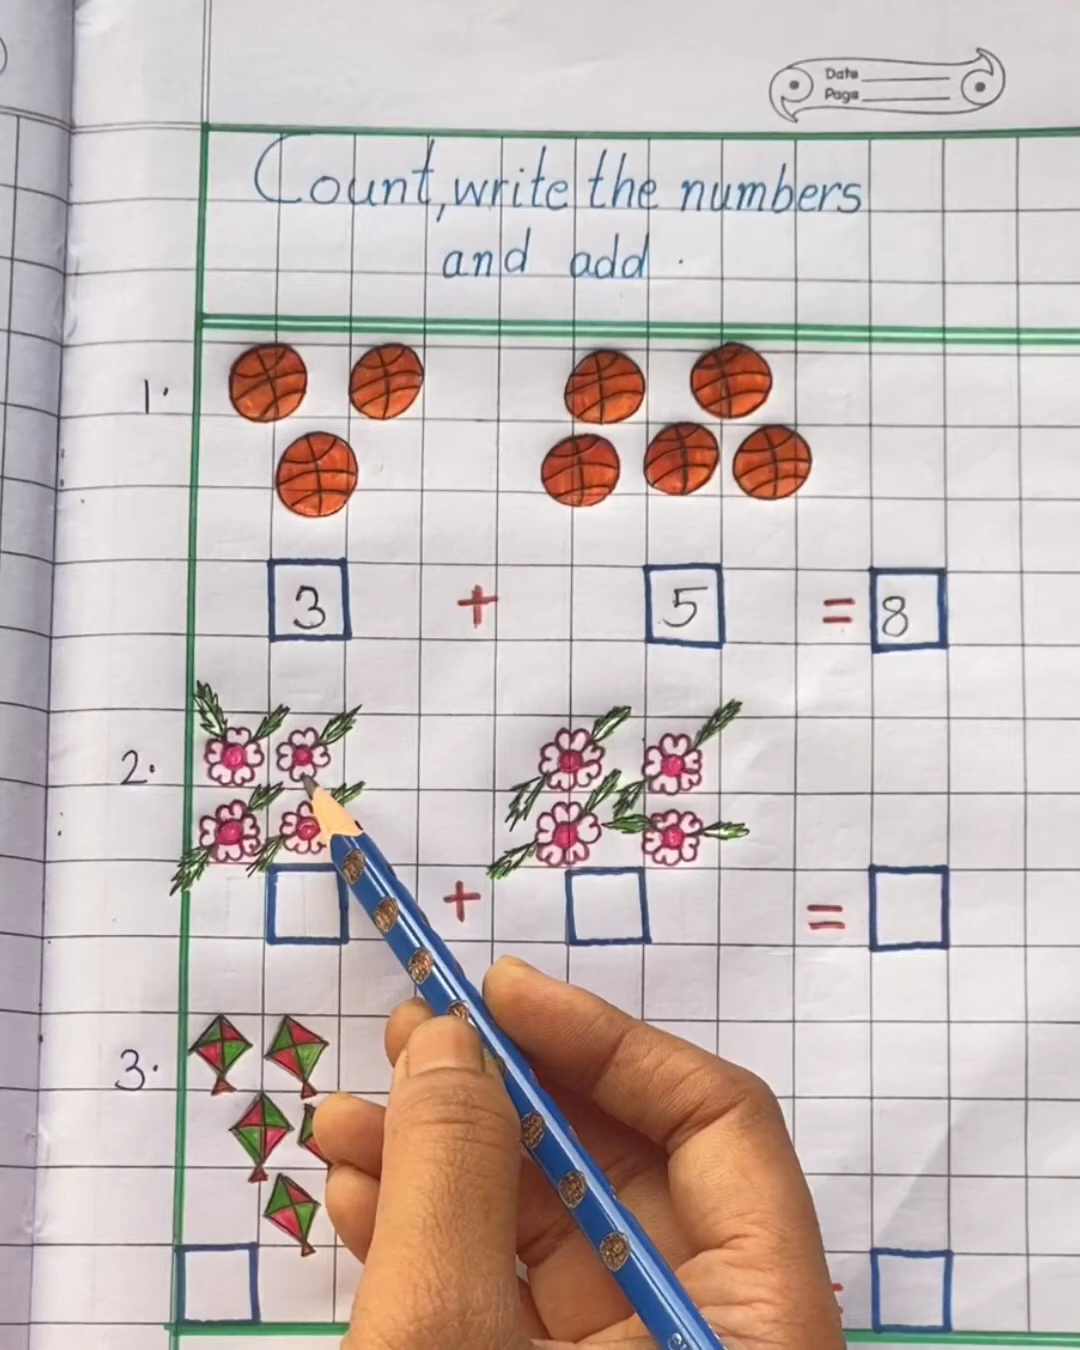 Date
Page
Count, write the numbers
and add.
1.
3 + 5 = 8
2.
+ =
3.